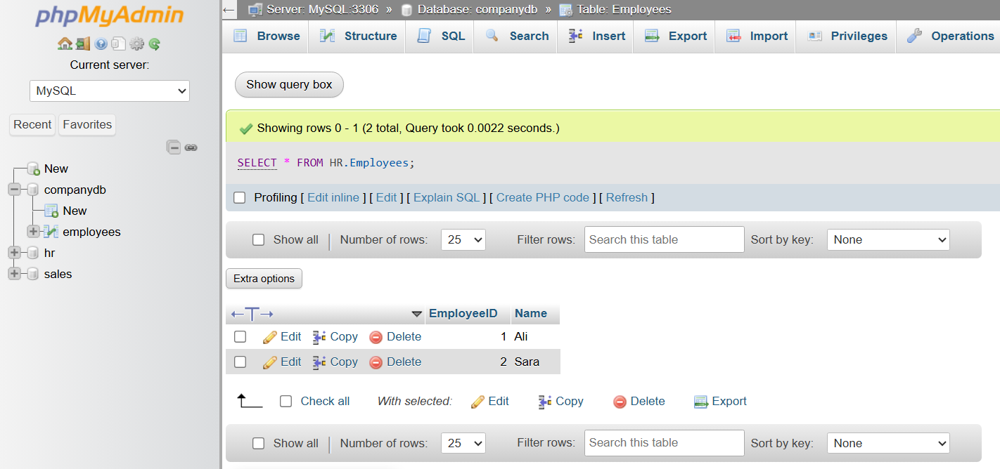 phpMyAdmin
Current server:
MySQL
Recent Favorites
New
companydb
New
employees
hr
sales
Server: MySQL:3306 » Database: companydb » Table: Employees
Browse Structure SQL Search Insert Export Import Privileges Operations
Show query box
Showing rows 0 - 1 (2 total, Query took 0.0022 seconds.)
SELECT * FROM HR.Employees;
Profiling [ Edit inline ] [ Edit ] [ Explain SQL ] [ Create PHP code ] [ Refresh ]
Show all | Number of rows: 25 Filter rows: Search this table Sort by key: None
Extra options
←T→ EmployeeID Name
Edit Copy Delete 1 Ali
Edit Copy Delete 2 Sara
Check all With selected: Edit Copy Delete Export
Show all | Number of rows: 25 Filter rows: Search this table Sort by key: None